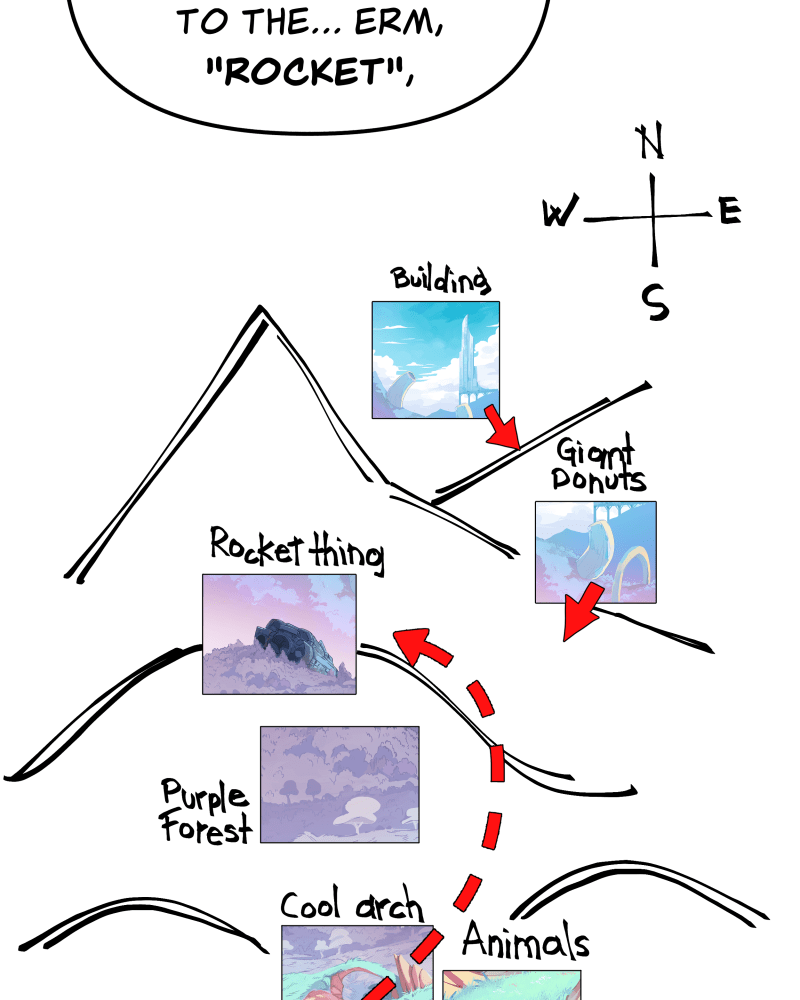 TO THE... ERM,
"ROCKET",
N
W
E
S
Building
Giant
Donuts
Rocket thing
Purple
Forest
Cool arch
Animals